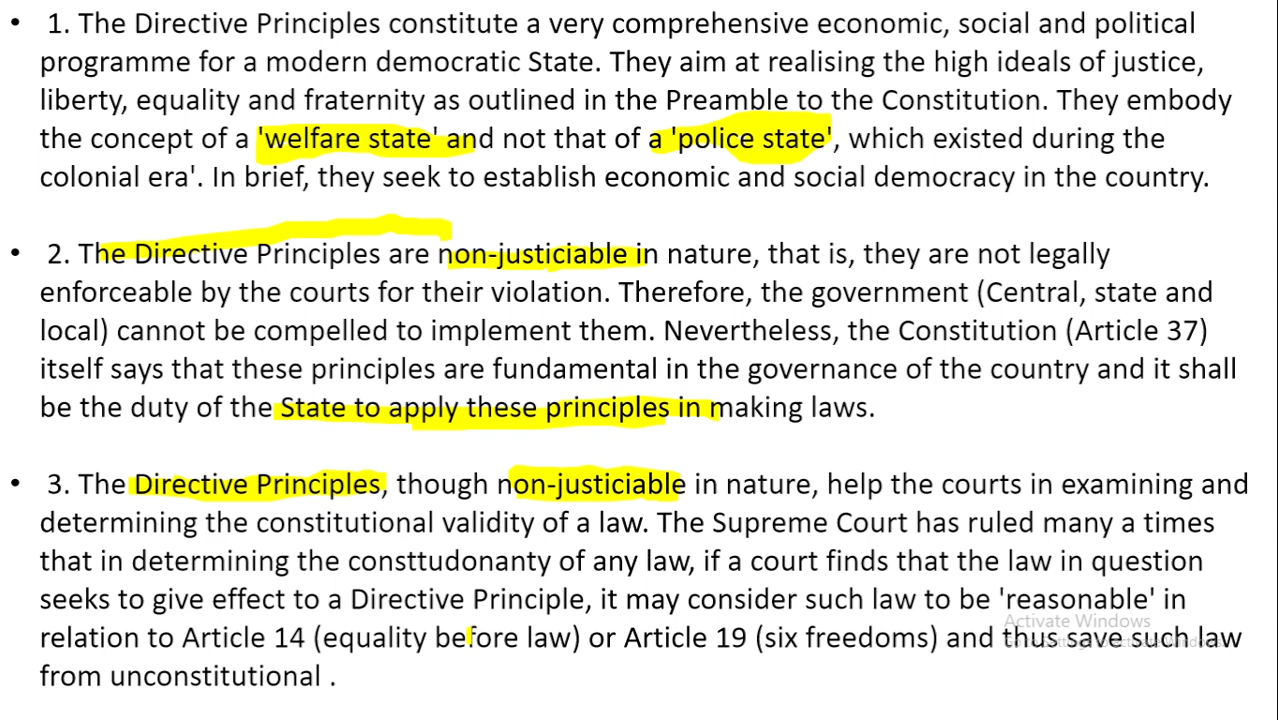 • 1. The Directive Principles constitute a very comprehensive economic, social and political
programme for a modern democratic State. They aim at realising the high ideals of justice,
liberty, equality and fraternity as outlined in the Preamble to the Constitution. They embody
the concept of a 'welfare state' and not that of a 'police state', which existed during the
colonial era'. In brief, they seek to establish economic and social democracy in the country.
• 2. The Directive Principles are non-justiciable in nature, that is, they are not legally
enforceable by the courts for their violation. Therefore, the government (Central, state and
local) cannot be compelled to implement them. Nevertheless, the Constitution (Article 37)
itself says that these principles are fundamental in the governance of the country and it shall
be the duty of the State to apply these principles in making laws.
• 3. The Directive Principles, though non-justiciable in nature, help the courts in examining and
determining the constitutional validity of a law. The Supreme Court has ruled many a times
that in determining the consttudonanty of any law, if a court finds that the law in question
seeks to give effect to a Directive Principle, it may consider such law to be 'reasonable' in
Activate Windows
relation to Article 14 (equality before law) or Article 19 (six freedoms) and thus save such law
from unconstitutional .